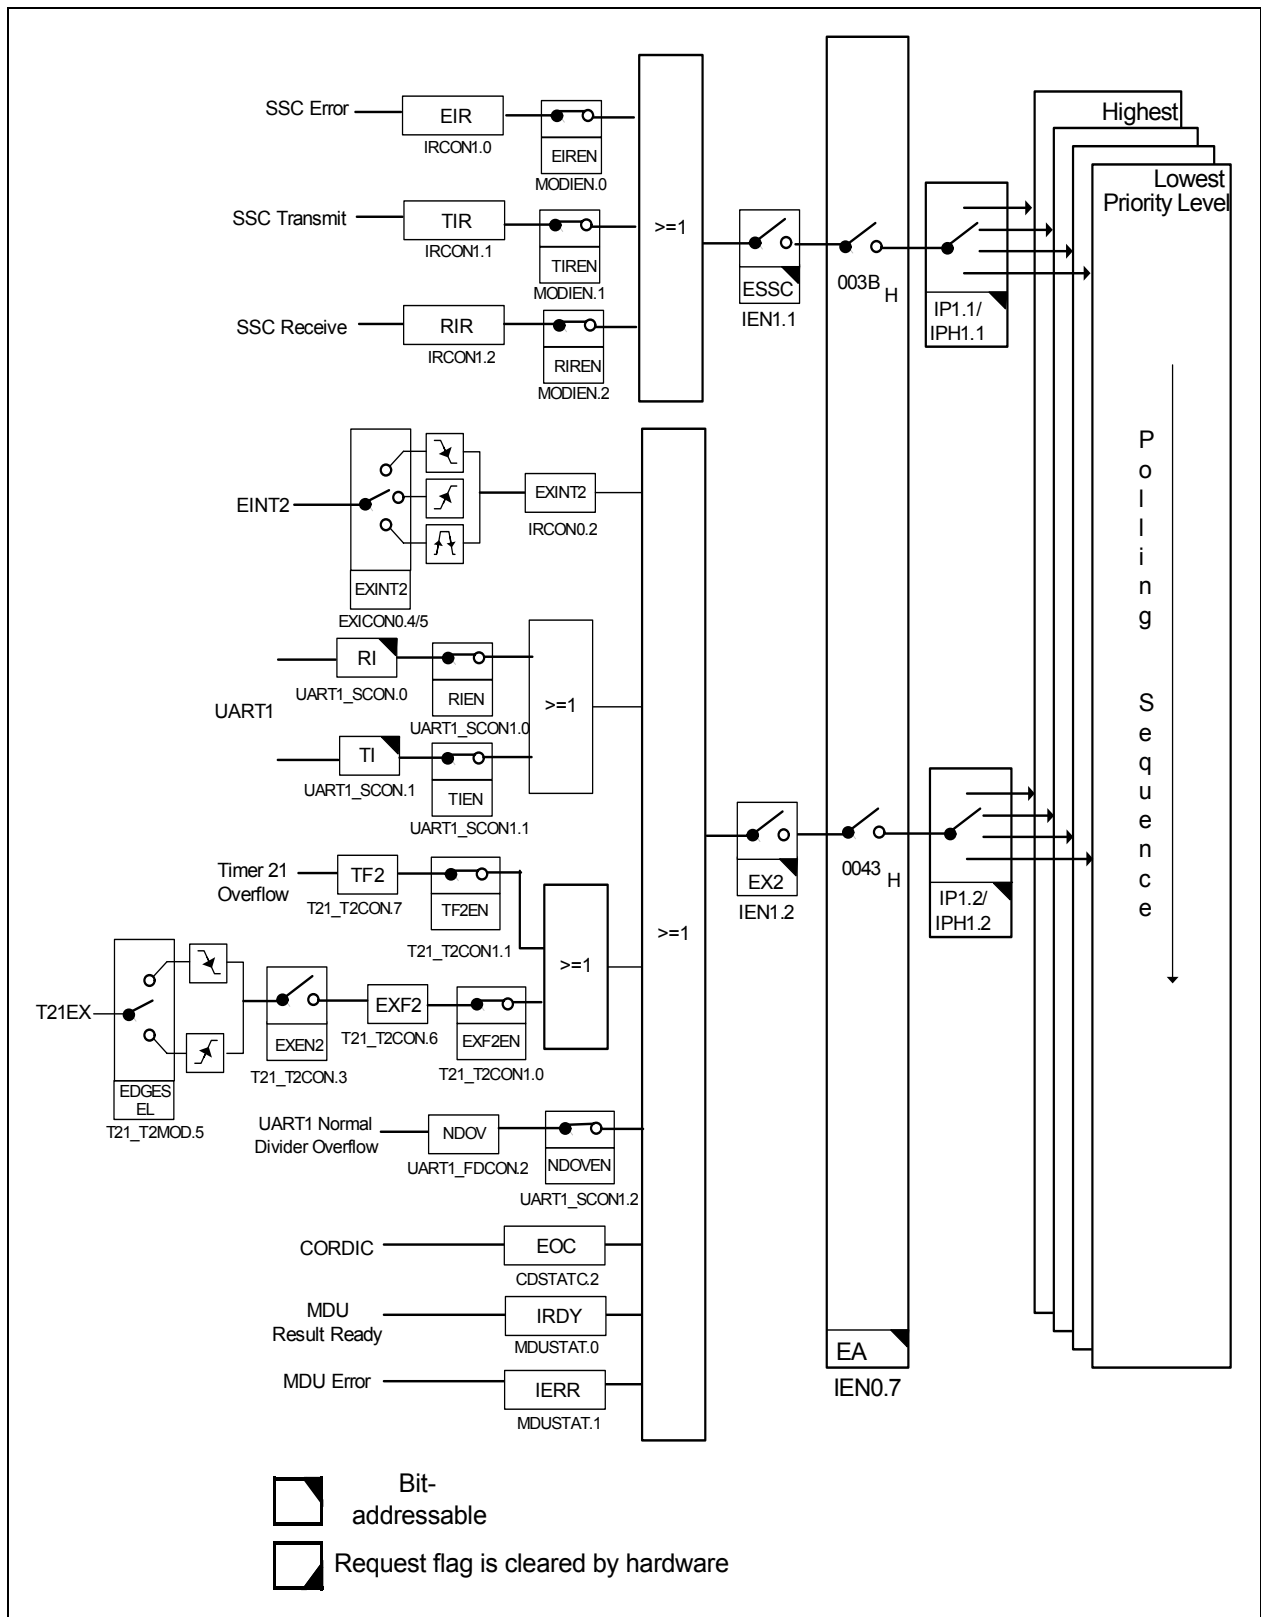 SSC Error
EIR
IRCON1.0
EIREN
MODIEN.0
SSC Transmit
TIR
IRCON1.1
TIREN
MODIEN.1
SSC Receive
RIR
IRCON1.2
RIREN
MODIEN.2
>=1
ESSC
IEN1.1
003B H
IP1.1/
IPH1.1
Highest
Lowest
Priority Level
EINT2
EXINT2
EXICON0.4/5
EXINT2
IRCON0.2
UART1
RI
UART1_SCON.0
RIEN
UART1_SCON1.0
TI
UART1_SCON.1
TIEN
UART1_SCON1.1
>=1
Timer 21
Overflow
TF2
T21_T2CON.7
TF2EN
T21_T2CON1.1
T21EX
EDGES
EL
T21_T2MOD.5
EXEN2
T21_T2CON.3
EXF2
T21_T2CON.6
EXF2EN
T21_T2CON1.0
>=1
UART1 Normal
Divider Overflow
NDOV
UART1_FDCON.2
NDOVEN
UART1_SCON1.2
CORDIC
EOC
CDSTATC.2
MDU
Result Ready
IRDY
MDUSTAT.0
MDU Error
IERR
MDUSTAT.1
>=1
EX2
IEN1.2
0043 H
IP1.2/
IPH1.2
EA
IEN0.7
Polling Sequence
Bit-
addressable
Request flag is cleared by hardware